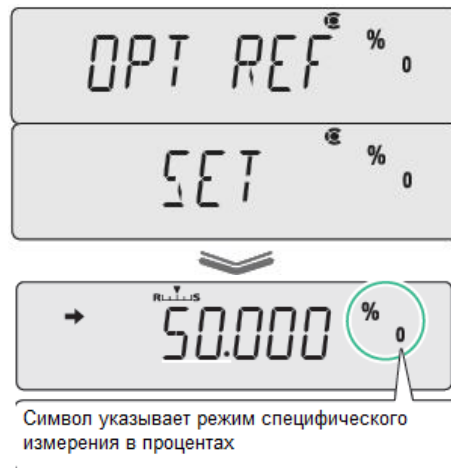 OPT REF % 0
SET % 0
R S
50.000 % 0
Символ указывает режим специфического
измерения в процентах